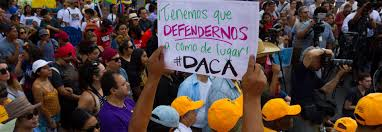 ¡Tenemos que
DEFENDERNOS
a como de lugar!
#DACA